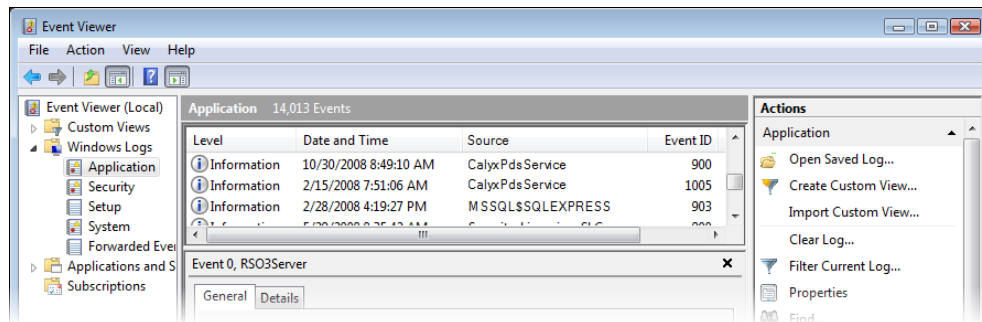 Event Viewer
File Action View Help
Event Viewer (Local)
Custom Views
Windows Logs
Application
Security
Setup
System
Forwarded Eve
Applications and S
Subscriptions
Application 14,013 Events
Level Date and Time Source Event ID
Information 10/30/2008 8:49:10 AM CalyxPdsService 900
Information 2/15/2008 7:51:06 AM CalyxPdsService 1005
Information 2/28/2008 4:19:27 PM MSSQL$SQLEXPRESS 903
Event 0, RSO3Server
General Details
Actions
Application
Open Saved Log...
Create Custom View...
Import Custom View...
Clear Log...
Filter Current Log...
Properties
Find...